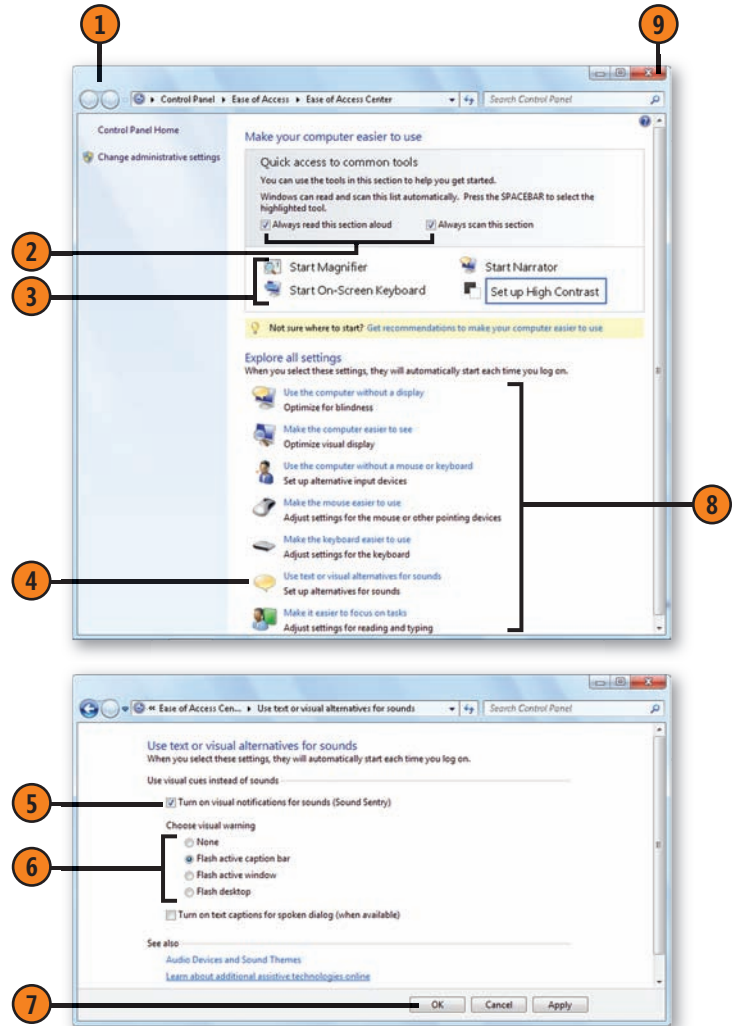 1
9
Control Panel ▸ Ease of Access ▸ Ease of Access Center
Search Control Panel
Control Panel Home
Change administrative settings
Make your computer easier to use
Quick access to common tools
You can use the tools in this section to help you get started.
Windows can read and scan this list automatically. Press the SPACEBAR to select the
highlighted tool.
Always read this section aloud
Always scan this section
2
Start Magnifier
Start Narrator
3
Start On-Screen Keyboard
Set up High Contrast
Not sure where to start? Get recommendations to make your computer easier to use
Explore all settings
When you select these settings, they will automatically start each time you log on.
Use the computer without a display
Optimize for blindness
Make the computer easier to see
Optimize visual display
Use the computer without a mouse or keyboard
Set up alternative input devices
8
Make the mouse easier to use
Adjust settings for the mouse or other pointing devices
Make the keyboard easier to use
Adjust settings for the keyboard
4
Use text or visual alternatives for sounds
Set up alternatives for sounds
Make it easier to focus on tasks
Adjust settings for reading and typing
« Ease of Access Cen... ▸ Use text or visual alternatives for sounds
Search Control Panel
Use text or visual alternatives for sounds
When you select these settings, they will automatically start each time you log on.
Use visual cues instead of sounds
5
Turn on visual notifications for sounds (Sound Sentry)
Choose visual warning
None
6
Flash active caption bar
Flash active window
Flash desktop
Turn on text captions for spoken dialog (when available)
See also
Audio Devices and Sound Themes
Learn about additional assistive technologies online
7
OK
Cancel
Apply